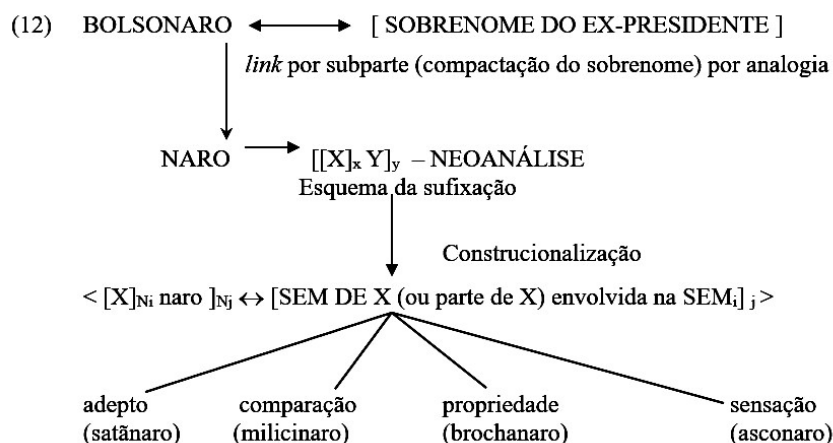 (12) BOLSONARO ⟷ [ SOBRENOME DO EX-PRESIDENTE ]
link por subparte (compactação do sobrenome) por analogia
NARO → [[X]x Y]y – NEOANÁLISE
Esquema da sufixação
Construcionalização
< [X]Ni naro ]Nj ↔ [SEM DE X (ou parte de X) envolvida na SEMi] j >
adepto comparação propriedade sensação
(satãnaro) (milicinaro) (brochanaro) (asconaro)